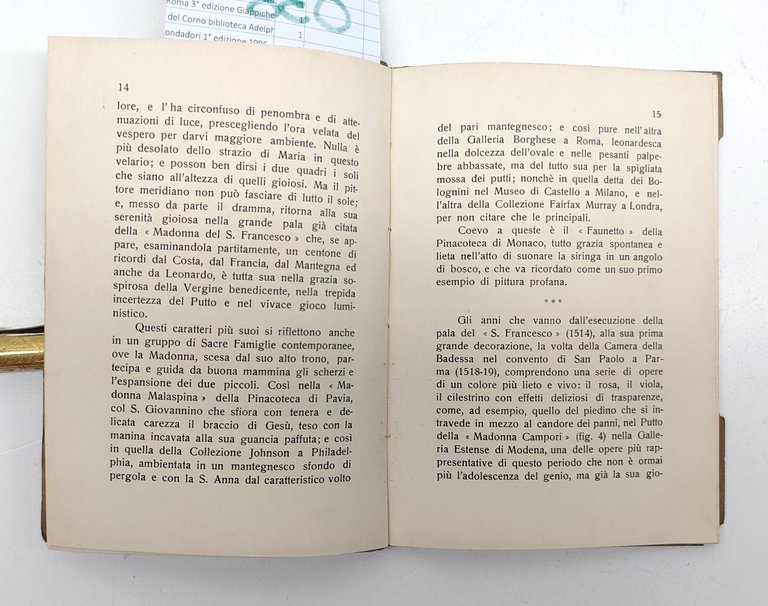 Roma 3° edizione Giappiche
del Corno biblioteca Adelph
1
ondadori 1° edizione 1996
14
lore, e l'ha circonfuso di penombra e di atte-
nuazioni di luce, prescegliendo l'ora velata del
vespero per darvi maggiore ambiente. Nulla è
più desolato dello strazio di Maria in questo
velario; e posson ben dirsi i due quadri i soli
che siano all'altezza di quelli gioiosi. Ma il pit-
tore meridiano non può fasciare di lutto il sole;
e, messo da parte il dramma, ritorna alla sua
serenità gioiosa nella grande pala già citata
della « Madonna del S. Francesco » che, se ap-
pare, esaminandola partitamente, un centone di
ricordi dal Costa, dal Francia, dal Mantegna ed
anche da Leonardo, è tutta sua nella grazia so-
spirosa della Vergine benedicente, nella trepida
incertezza del Putto e nel vivace gioco lumi-
nistico.
Questi caratteri più suoi si riflettono anche
in un gruppo di Sacre Famiglie contemporanee,
ove la Madonna, scesa dal suo alto trono, par-
tecipa e guida da buona mammina gli scherzi e
l'espansione dei due piccoli. Così nella « Ma-
donna Malaspina » della Pinacoteca di Pavia,
col S. Giovannino che sfiora con tenera e de-
licata carezza il braccio di Gesù, teso con la
manina incavata alla sua guancia paffuta; e così
in quella della Collezione Johnson a Philadel-
phia, ambientata in un mantegnesco sfondo di
pergola e con la S. Anna dal caratteristico volto
15
del pari mantegnesco; e così pure nell'altra
della Galleria Borghese a Roma, leonardesca
nella dolcezza dell'ovale e nelle pesanti palpe-
bre abbassate, ma del tutto sua per la spigliata
mossa dei putti; nonchè in quella detta dei Bo-
lognini nel Museo di Castello a Milano, e nel-
l'altra della Collezione Fairfax Murray a Londra,
per non citare che le principali.
Coevo a queste è il « Faunetto » della
Pinacoteca di Monaco, tutto grazia spontanea e
lieta nell'atto di suonare la siringa in un angolo
di bosco, e che va ricordato come un suo primo
esempio di pittura profana.
***
Gli anni che vanno dall'esecuzione della
pala del « S. Francesco » (1514), alla sua prima
grande decorazione, la volta della Camera della
Badessa nel convento di San Paolo a Par-
ma (1518-19), comprendono una serie di opere
di un colore più lieto e vivo: il rosa, il viola,
il cilestrino con effetti deliziosi di trasparenze,
come, ad esempio, quello del piedino che si in-
travede in mezzo al candore dei panni, nel Putto
della « Madonna Campori » (fig. 4) nella Galle-
ria Estense di Modena, una delle opere più rap-
presentative di questo periodo che non è ormai
più l'adolescenza del genio, ma già la sua gio-